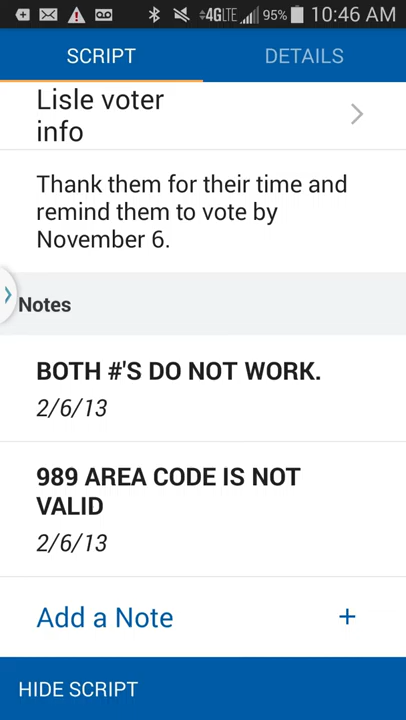 4G LTE 95% 10:46 AM
SCRIPT DETAILS
Lisle voter
info
Thank them for their time and
remind them to vote by
November 6.
Notes
BOTH #'S DO NOT WORK.
2/6/13
989 AREA CODE IS NOT
VALID
2/6/13
Add a Note +
HIDE SCRIPT